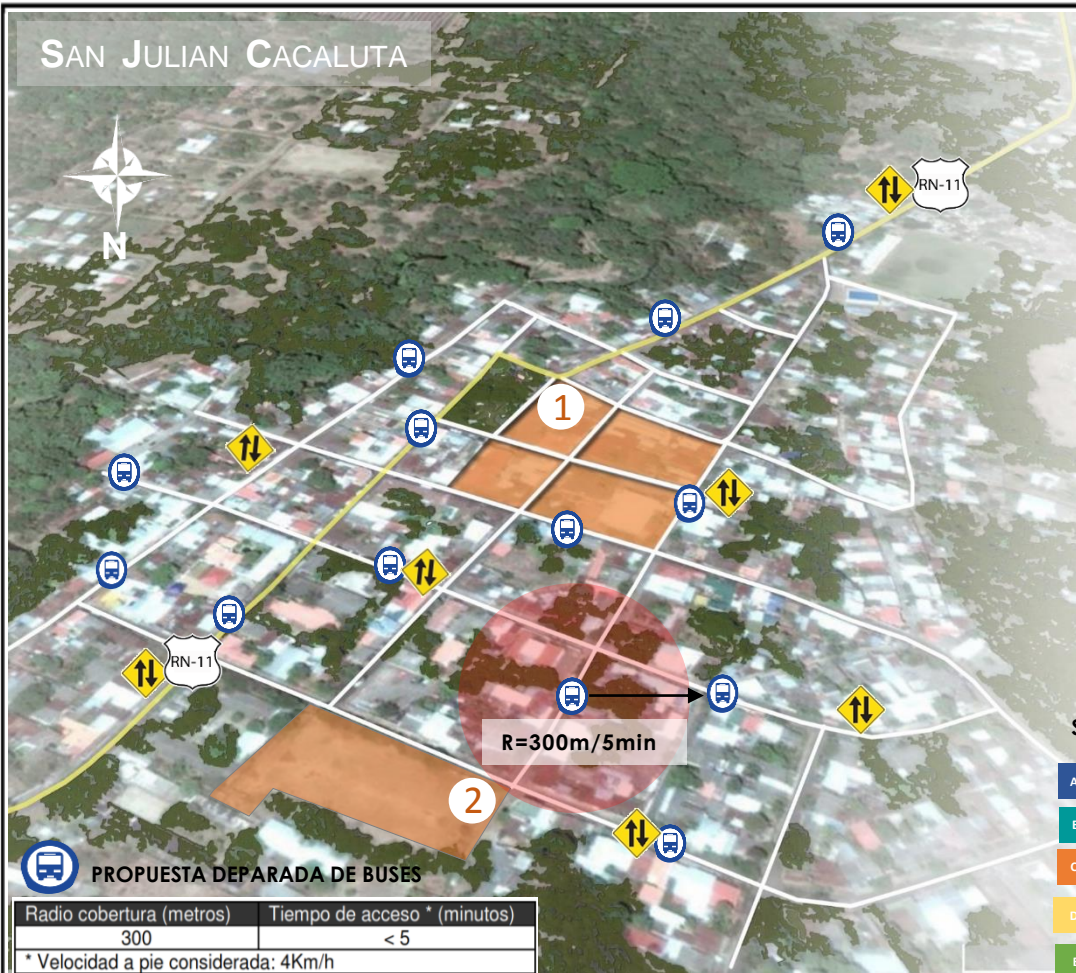 SAN JULIAN CACALUTA
N
RN-11
1
RN-11
R=300m/5min
2
S
A
B
C
D
E
PROPUESTA DEPARADA DE BUSES
Radio cobertura (metros) Tiempo de acceso * (minutos)
300 < 5
* Velocidad a pie considerada: 4Km/h